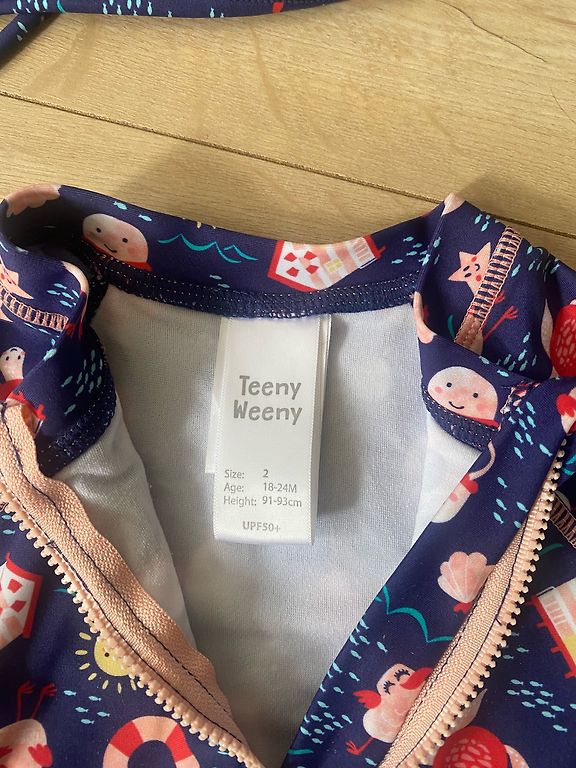 Teeny
Weeny
Size: 2
Age: 18-24M
Height: 91-93cm
UPF50+